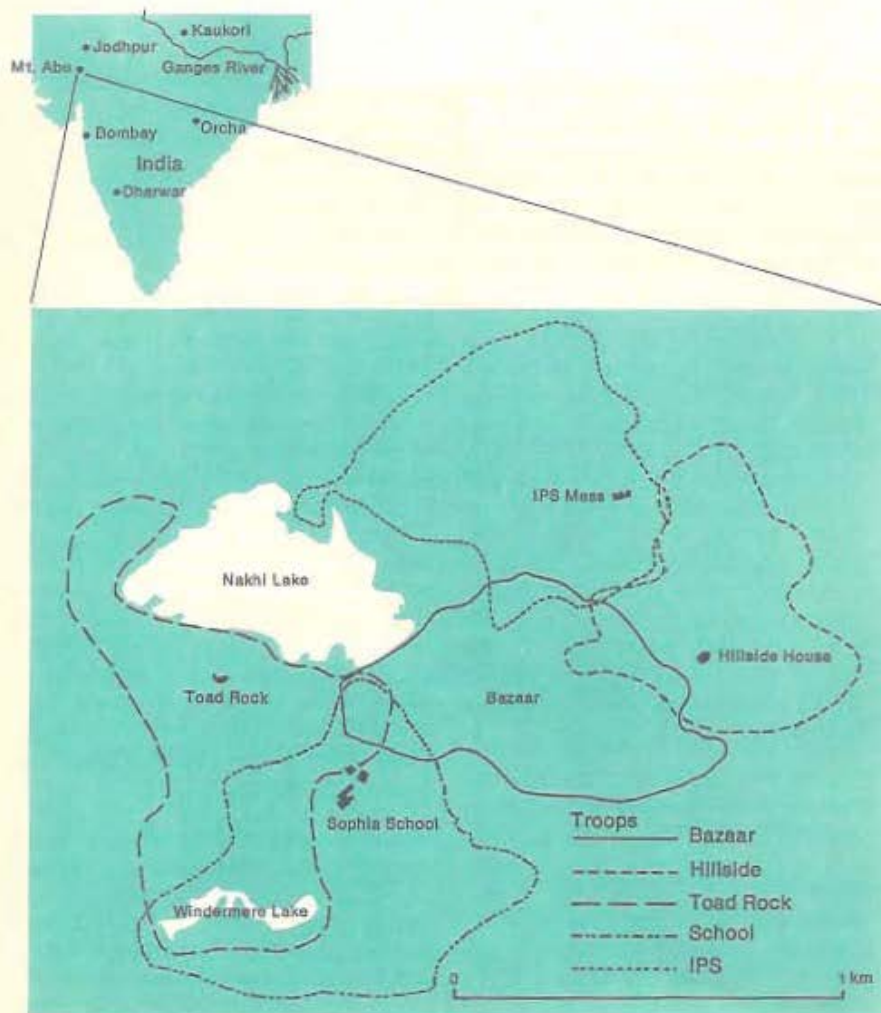 Kaukori
Jodhpur
Mt. Abu
Ganges River
Orcha
Bombay
India
Dharwar
IPS Mess
Nakhi Lake
Hillside House
Toad Rock
Bazaar
Sophia School
Windermere Lake
Troops
Bazaar
Hillside
Toad Rock
School
IPS
0
1 km